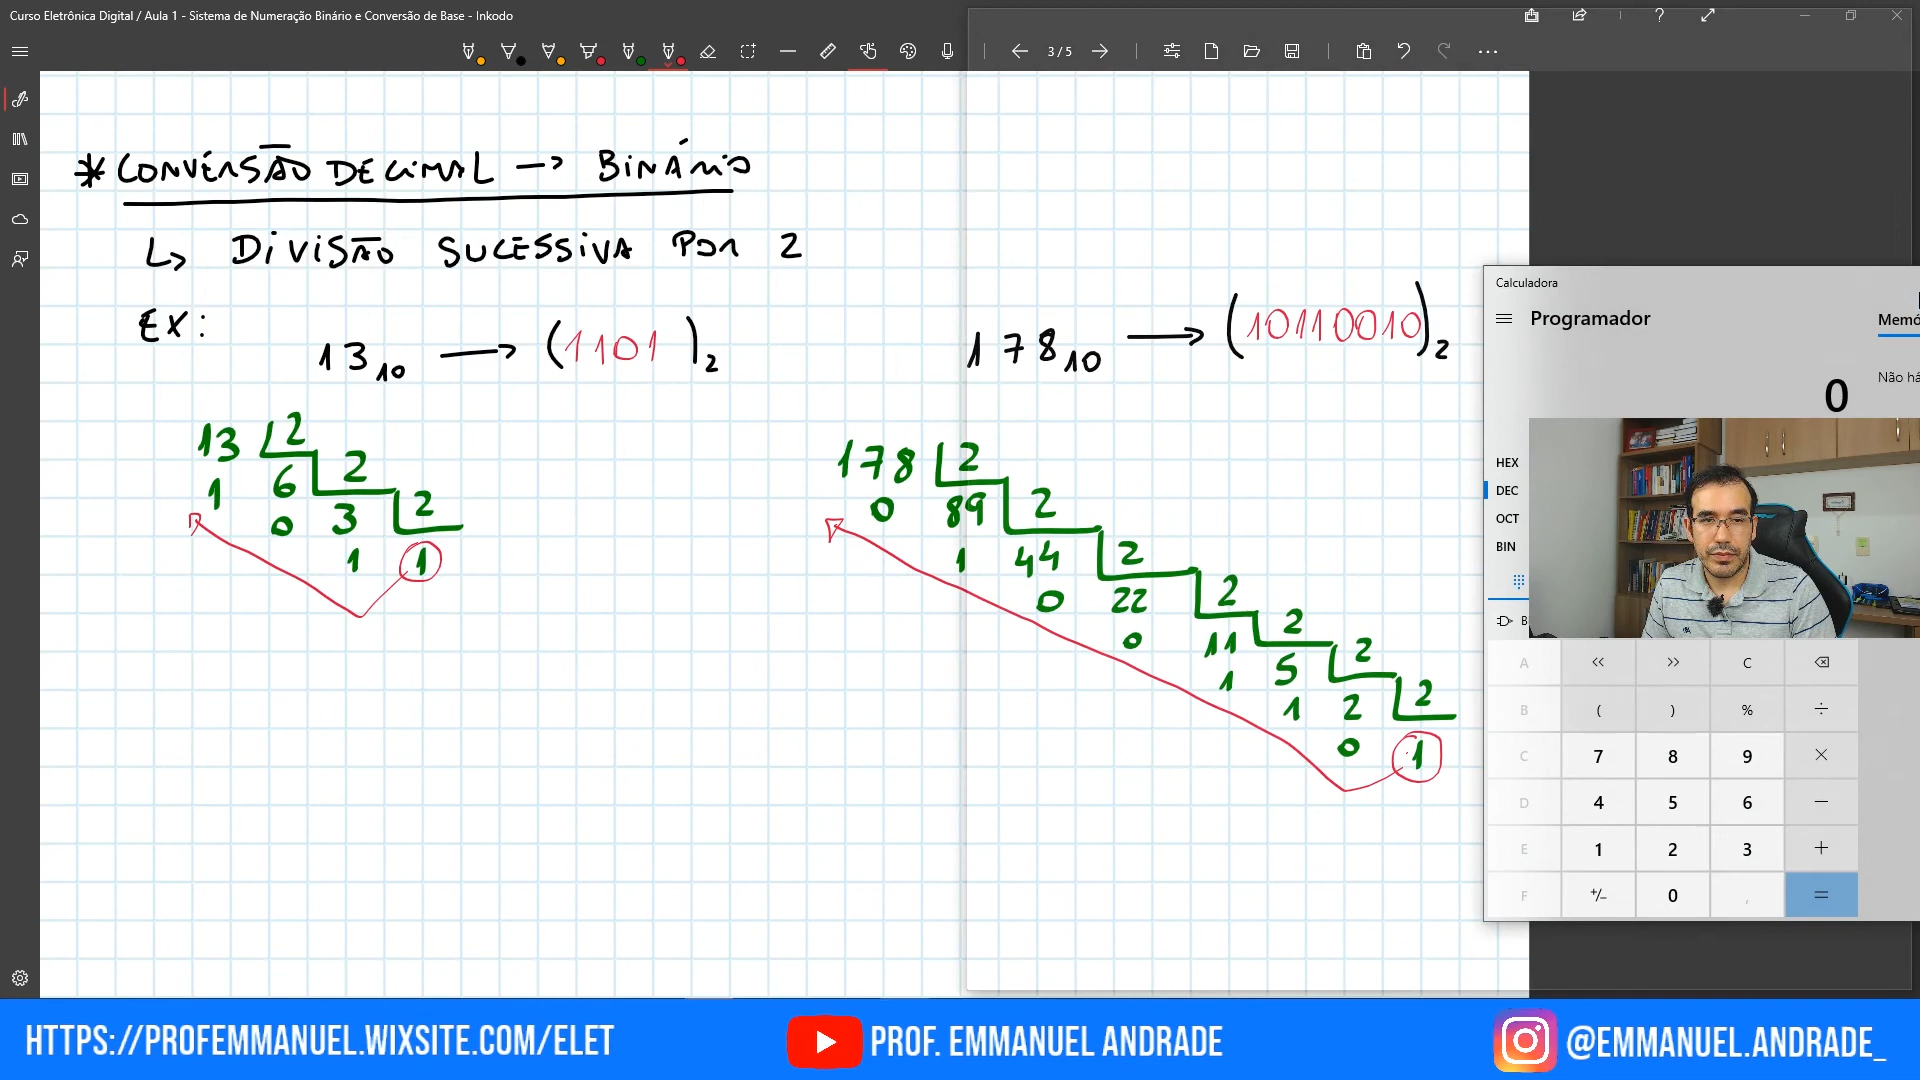 Curso Eletrônica Digital / Aula 1 - Sistema de Numeração Binário e Conversão de Base - Inkodo
3 / 5
* CONVERSÃO DECIMAL → BINÁRIO
↳ DIVISÃO SUCESSIVA POR 2
EX:
13₁₀ → (1101)₂
178₁₀ → (10110010)₂
13 2
1 6 2
0 3 2
1 1
178 2
0 89 2
1 44 2
0 22 2
0 11 2
1 5 2
1 2 2
0 1
Calculadora
Programador
Memó
Não há
0
HEX
DEC
OCT
BIN
B
A << >> C
B ( ) % ÷
C 7 8 9 ×
D 4 5 6 −
E 1 2 3 +
F +/− 0 , =
HTTPS://PROFEMMANUEL.WIXSITE.COM/ELET
PROF. EMMANUEL ANDRADE
@EMMANUEL.ANDRADE_